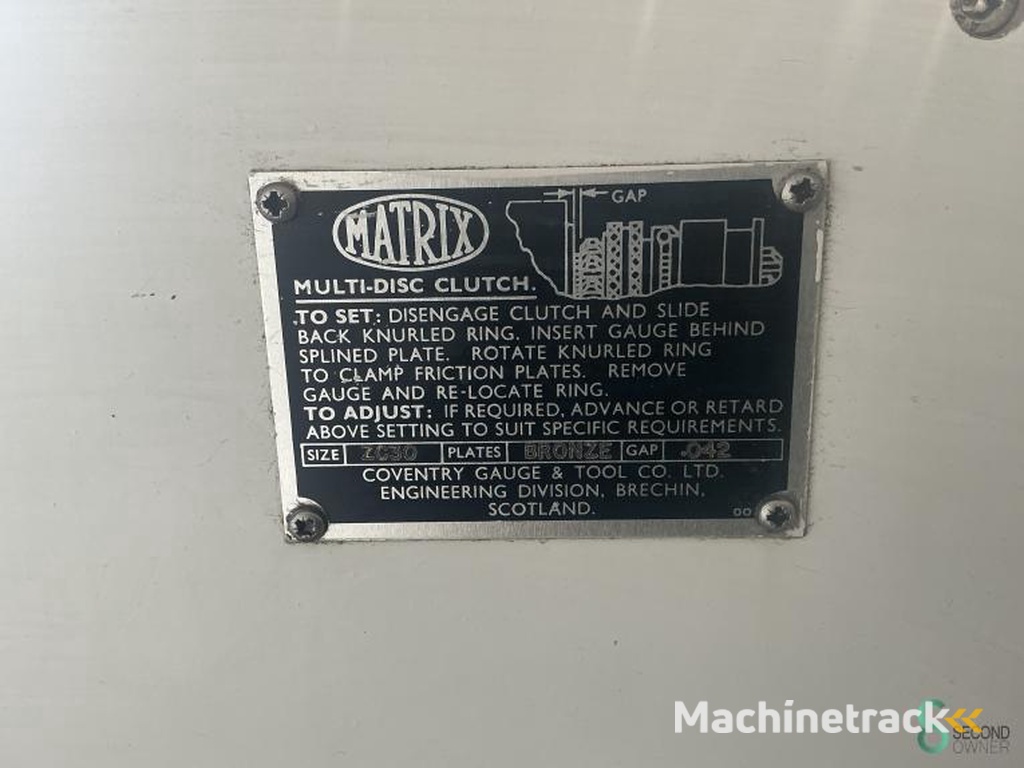 GAP
MATRIX
MULTI-DISC CLUTCH.
TO SET: DISENGAGE CLUTCH AND SLIDE
BACK KNURLED RING. INSERT GAUGE BEHIND
SPLINED PLATE. ROTATE KNURLED RING
TO CLAMP FRICTION PLATES. REMOVE
GAUGE AND RE-LOCATE RING.
TO ADJUST: IF REQUIRED, ADVANCE OR RETARD
ABOVE SETTING TO SUIT SPECIFIC REQUIREMENTS.
SIZE ZC30 PLATES BRONZE GAP .042
COVENTRY GAUGE & TOOL CO. LTD.
ENGINEERING DIVISION, BRECHIN,
SCOTLAND.
Machinetrack
SECOND
OWNER